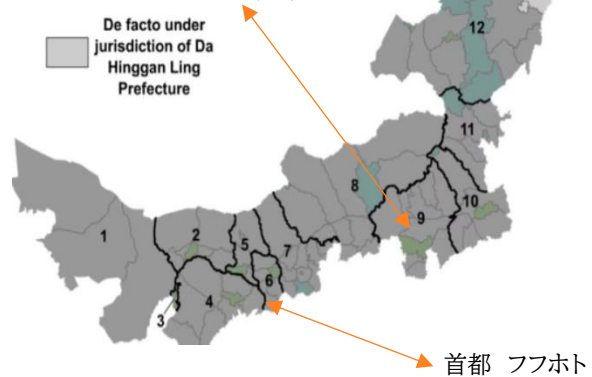 De facto under
jurisdiction of Da
Hinggan Ling
Prefecture
12
11
8
10
9
1
2
5
7
6
4
3
首都 フフホト